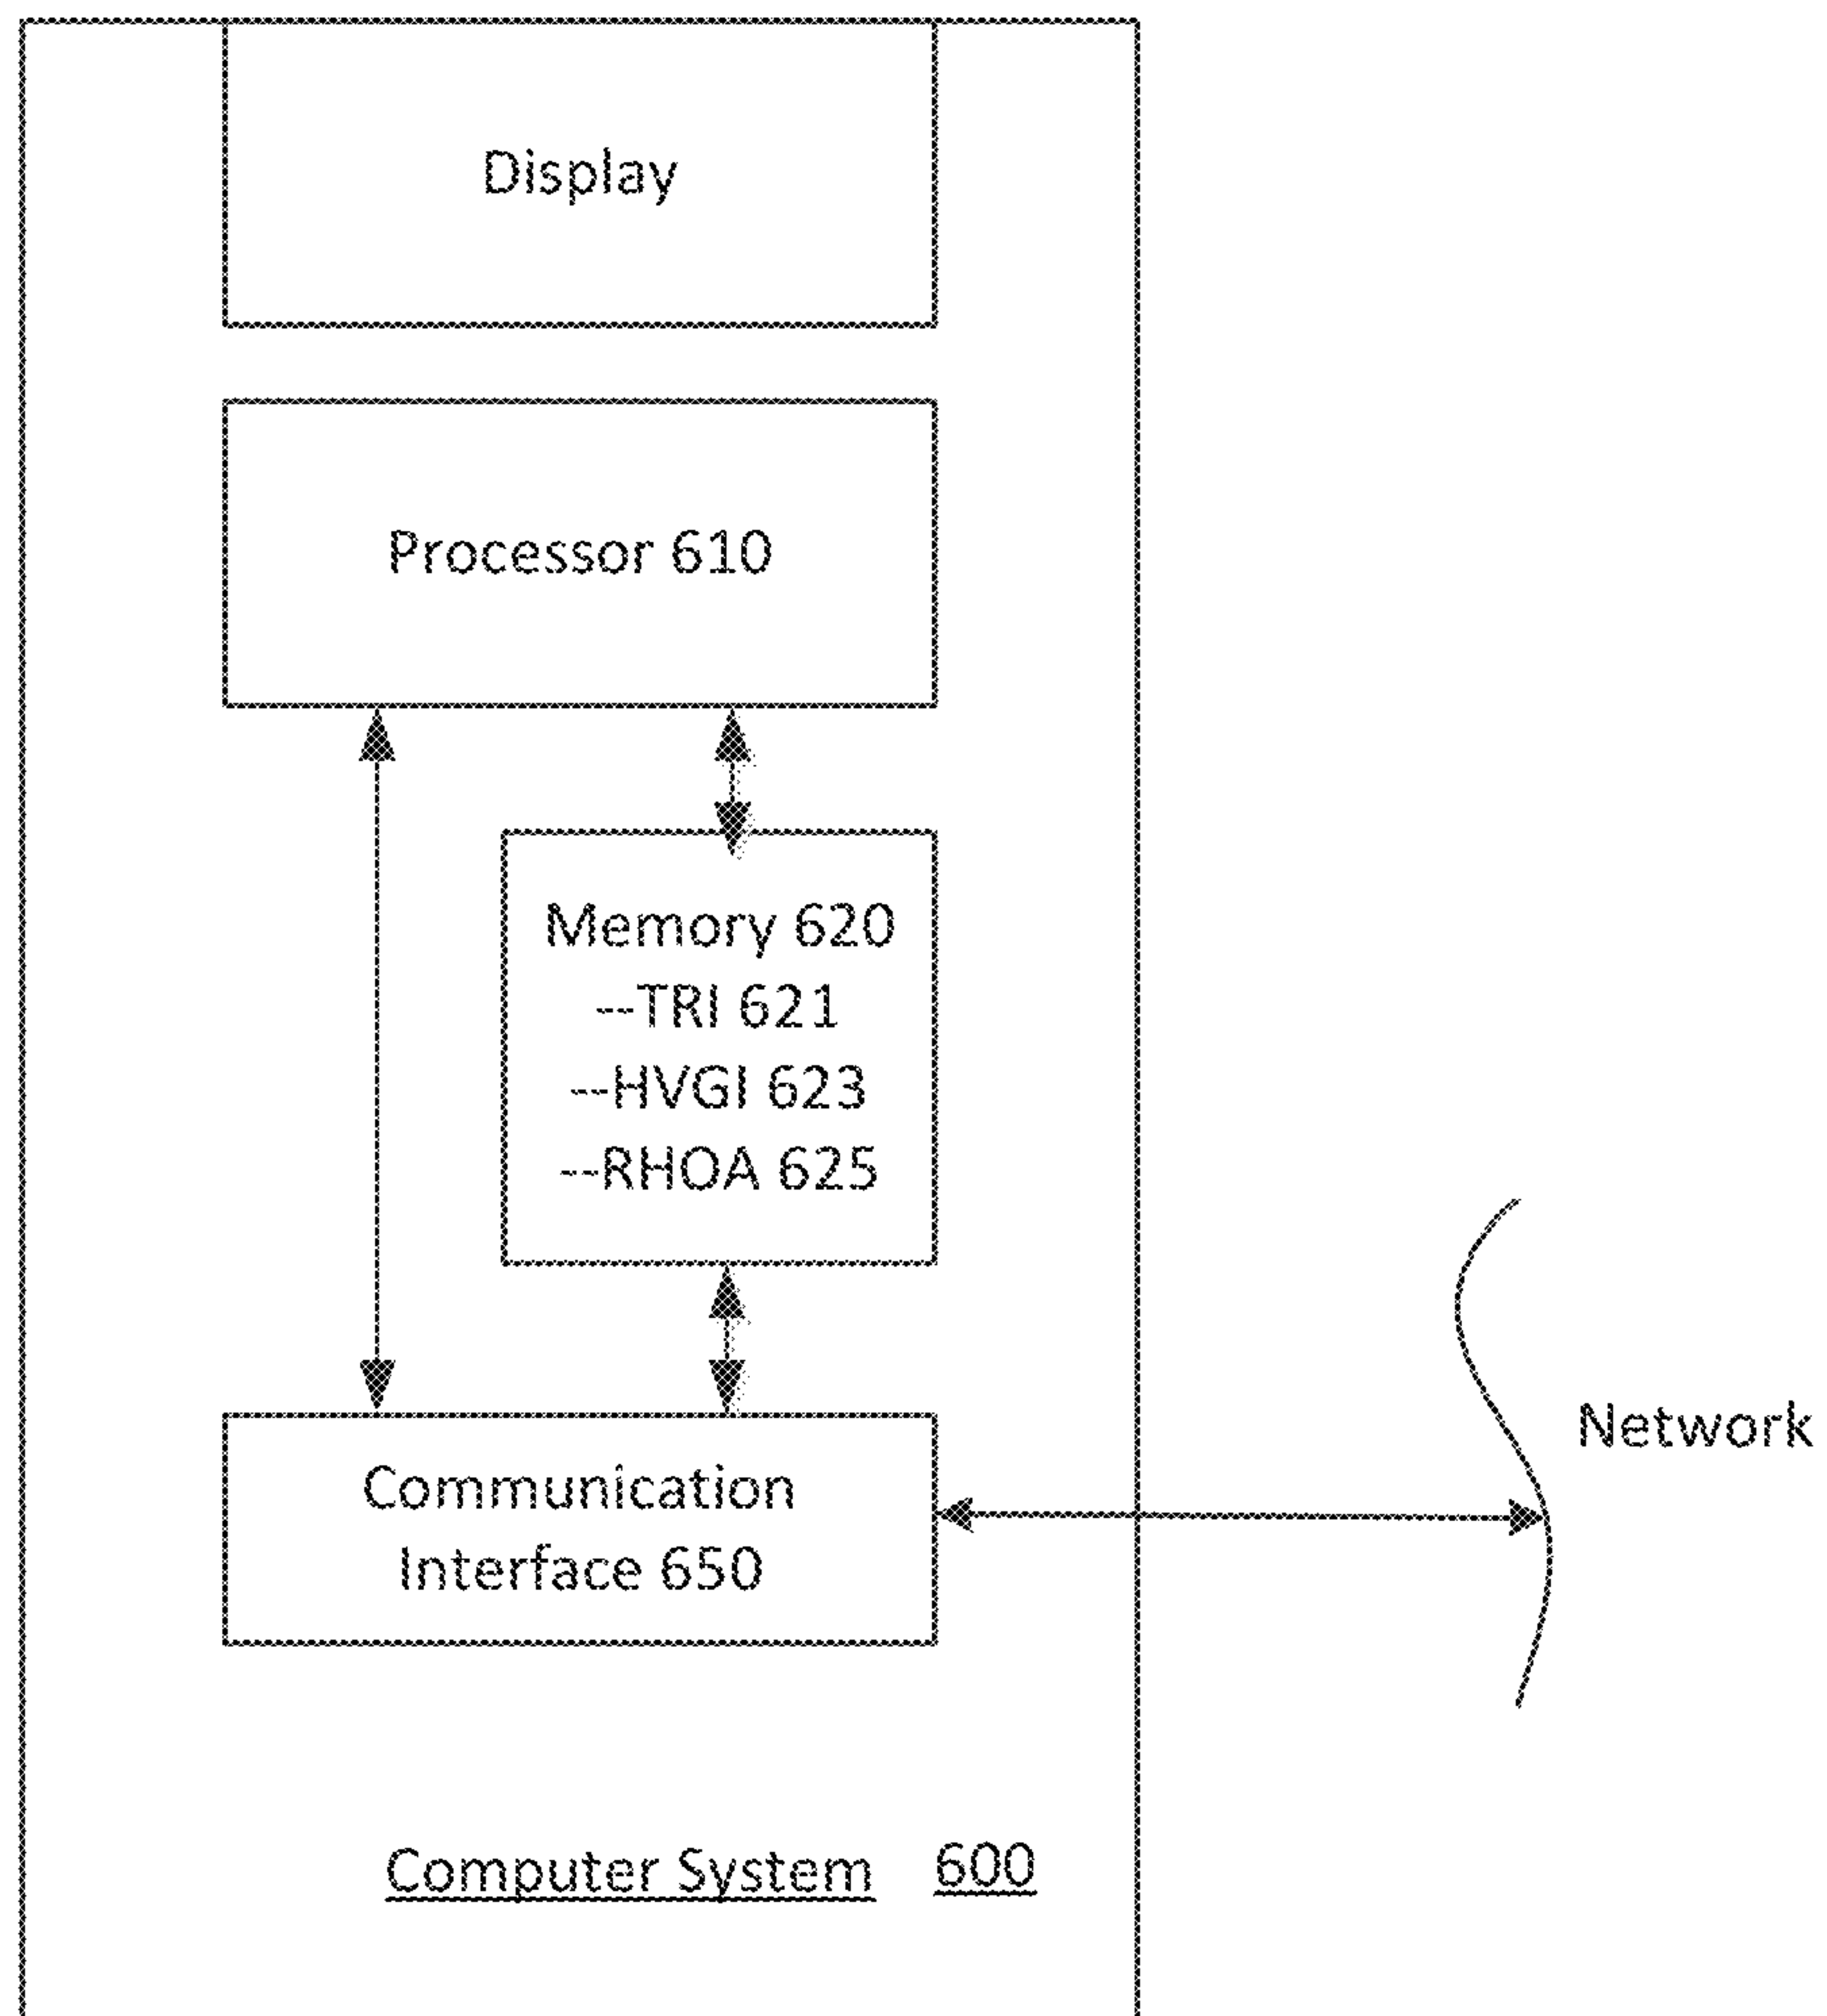 Display
Processor 610
Memory 620
--TRI 621
--HVGI 623
--RHOA 625
Network
Communication
Interface 650
Computer System 600